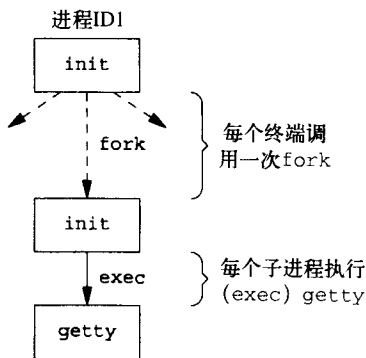 进程ID1
init
fork
每个终端调
用一次fork
init
exec
每个子进程执行
(exec) getty
getty